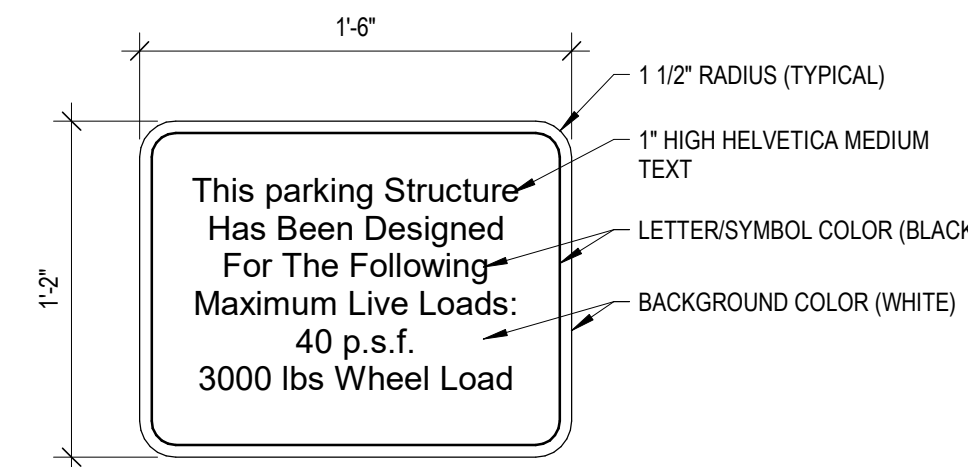 1'-6"
1 1/2" RADIUS (TYPICAL)
1" HIGH HELVETICA MEDIUM
TEXT
LETTER/SYMBOL COLOR (BLACK
BACKGROUND COLOR (WHITE)
1'-2"
This parking Structure
Has Been Designed
For The Following
Maximum Live Loads:
40 p.s.f.
3000 lbs Wheel Load